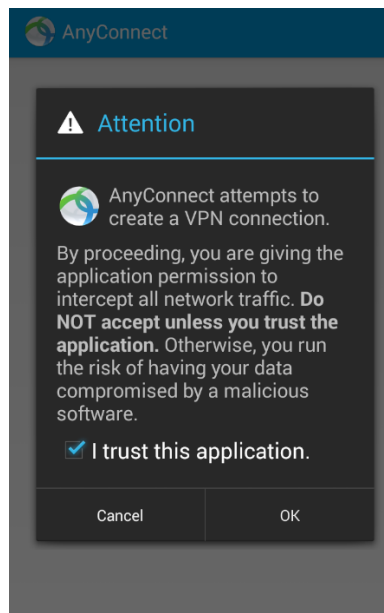 AnyConnect
Attention
AnyConnect attempts to
create a VPN connection.
By proceeding, you are giving the
application permission to
intercept all network traffic. Do
NOT accept unless you trust the
application. Otherwise, you run
the risk of having your data
compromised by a malicious
software.
I trust this application.
Cancel
OK